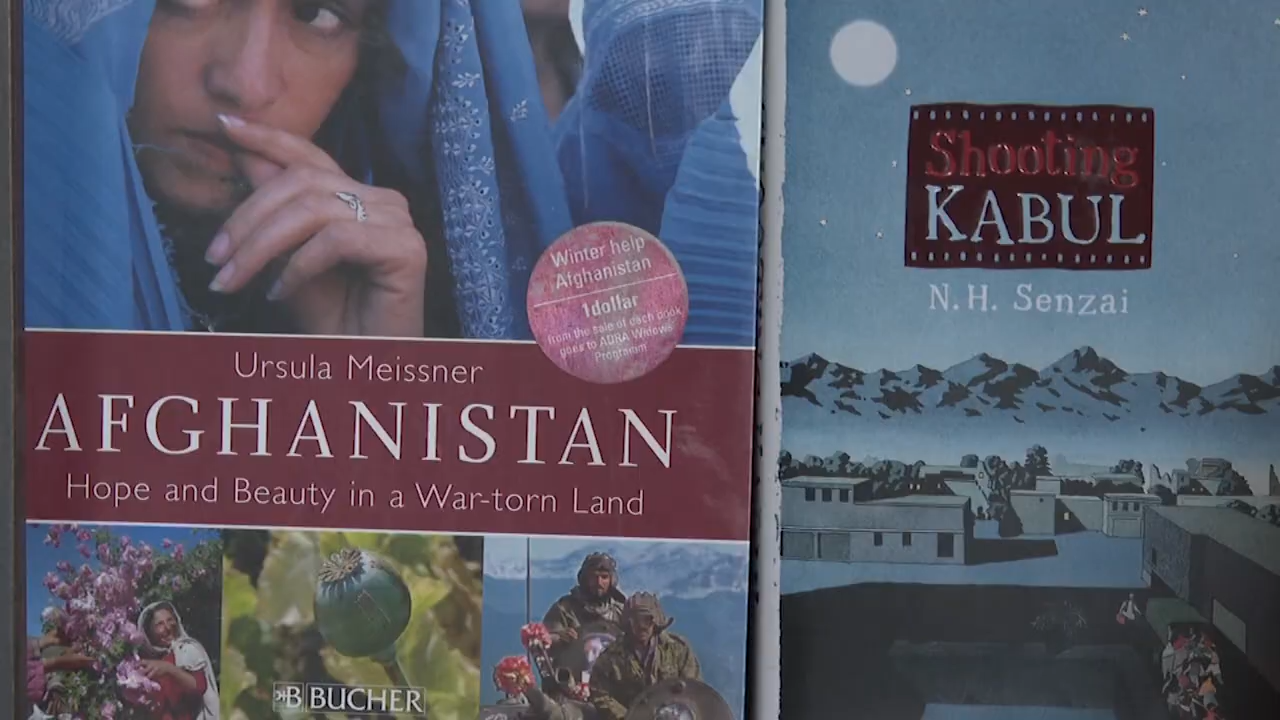 Winter help
Afghanistan
1dollar
from the sale of each book
goes to ADRA Widows
Programm
Ursula Meissner
AFGHANISTAN
Hope and Beauty in a War-torn Land
BUCHER
Shooting
KABUL
N.H. Senzai